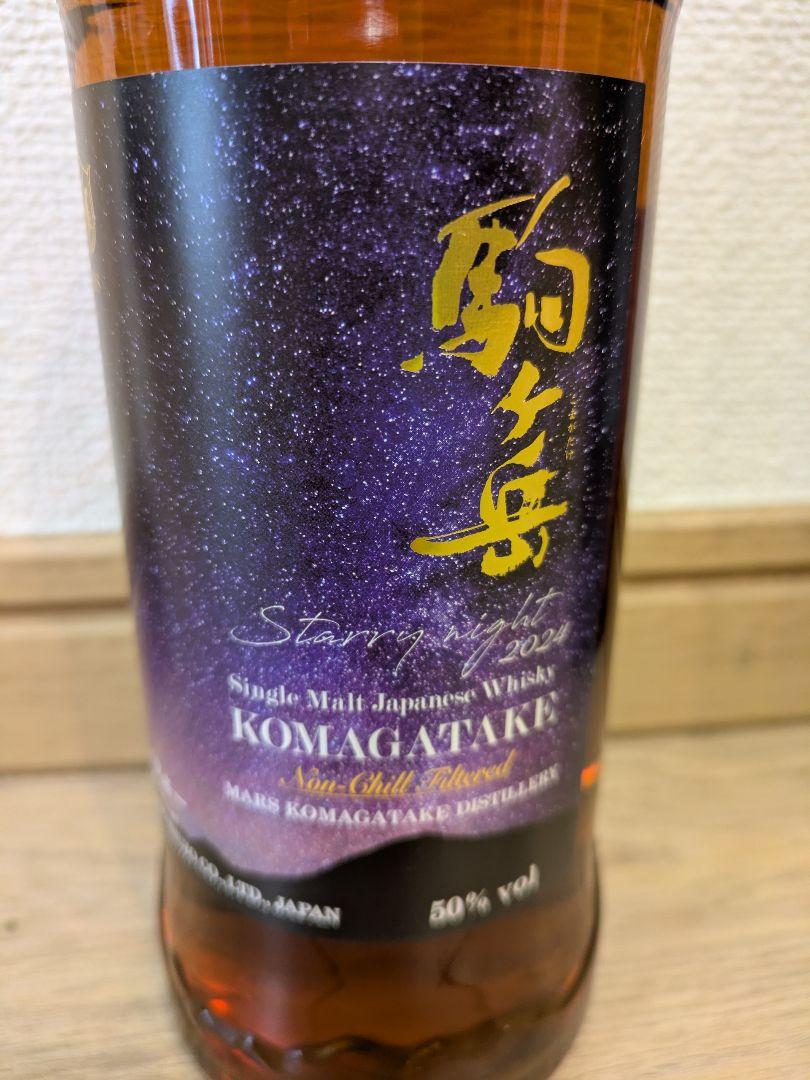 駒ヶ岳
Starry night
2024
Single Malt Japanese Whisky
KOMAGATAKE
Non-Chill Filtered
MARS KOMAGATAKE DISTILLERY
CO., LTD., JAPAN
50% vol